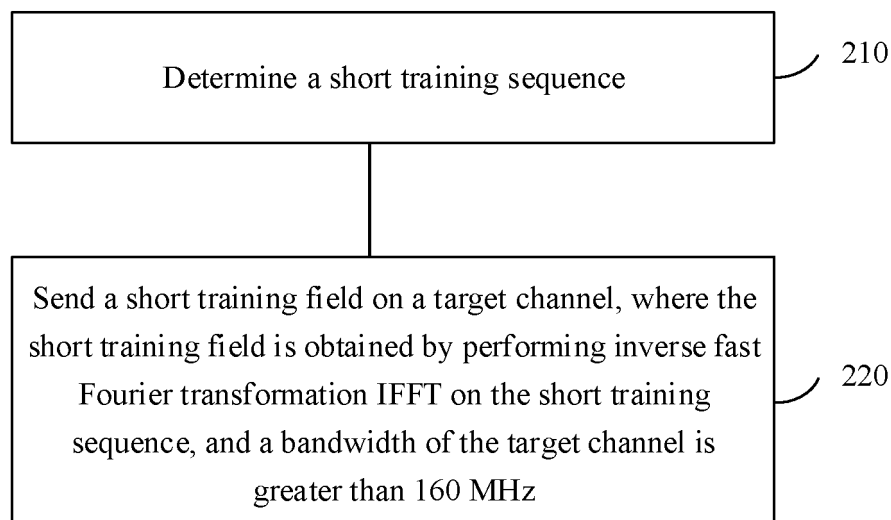 Determine a short training sequence
210
Send a short training field on a target channel, where the
short training field is obtained by performing inverse fast
Fourier transformation IFFT on the short training
sequence, and a bandwidth of the target channel is
greater than 160 MHz
220